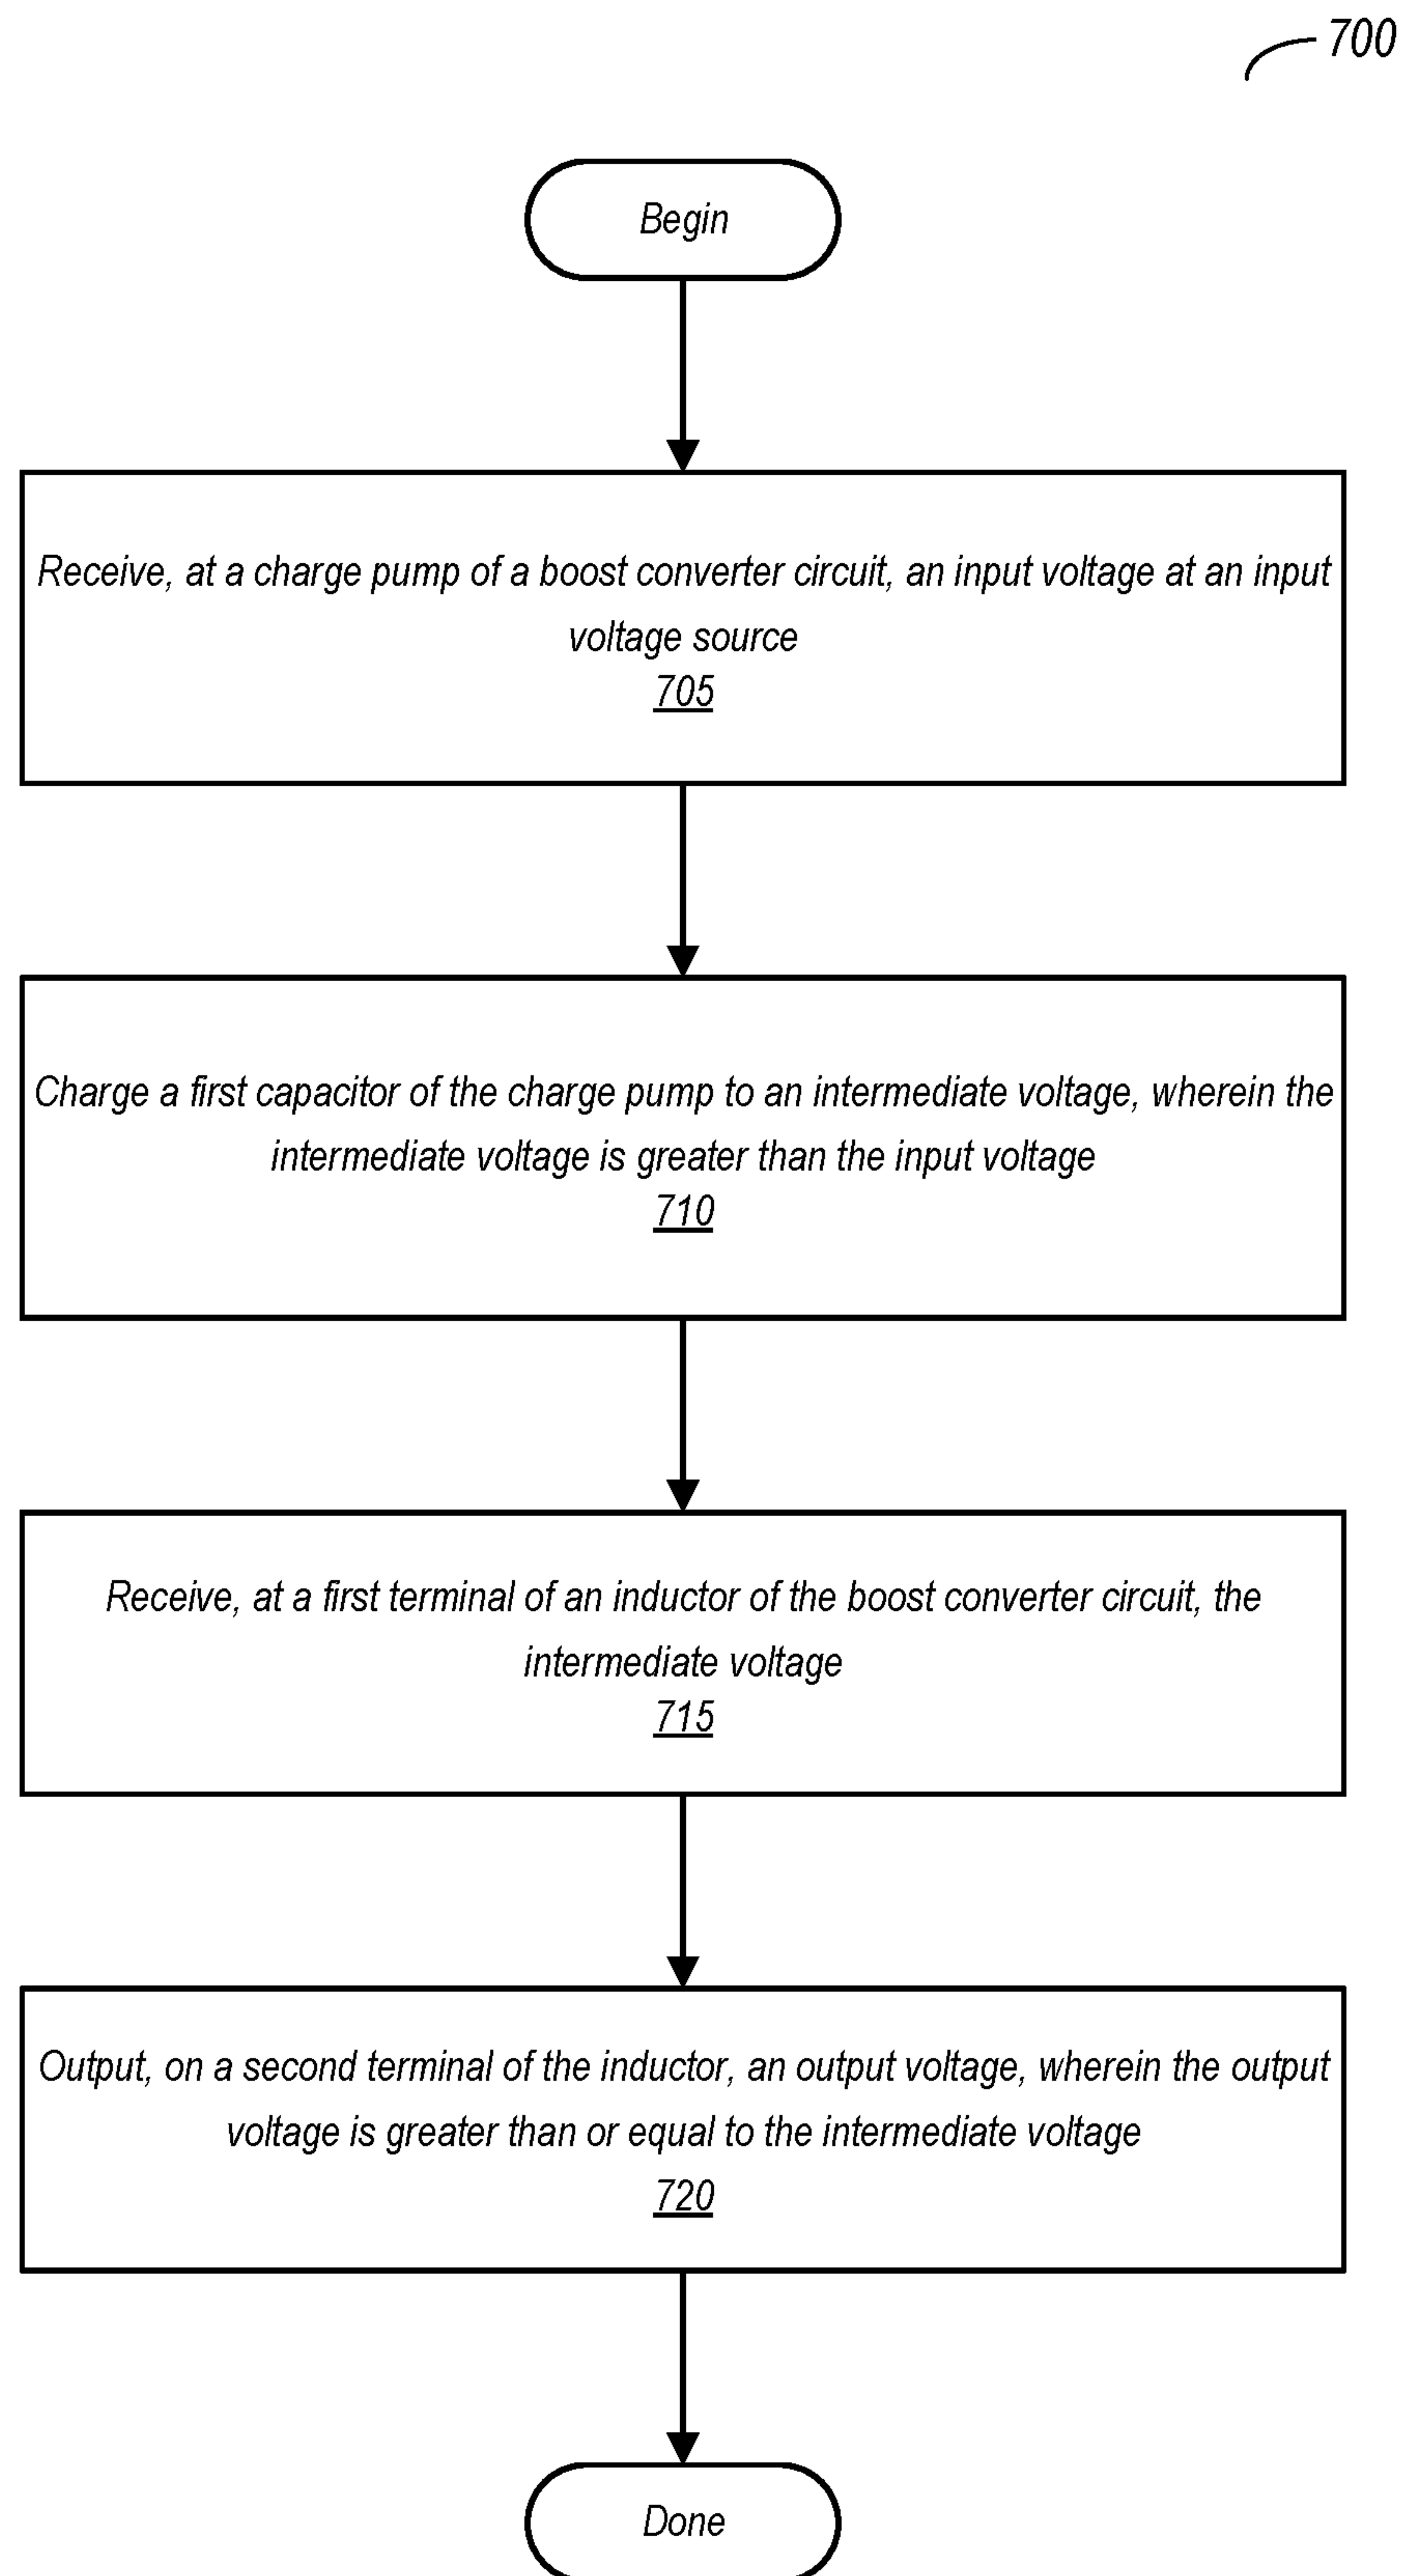 700
Begin
Receive, at a charge pump of a boost converter circuit, an input voltage at an input
voltage source
705
Charge a first capacitor of the charge pump to an intermediate voltage, wherein the
intermediate voltage is greater than the input voltage
710
Receive, at a first terminal of an inductor of the boost converter circuit, the
intermediate voltage
715
Output, on a second terminal of the inductor, an output voltage, wherein the output
voltage is greater than or equal to the intermediate voltage
720
Done